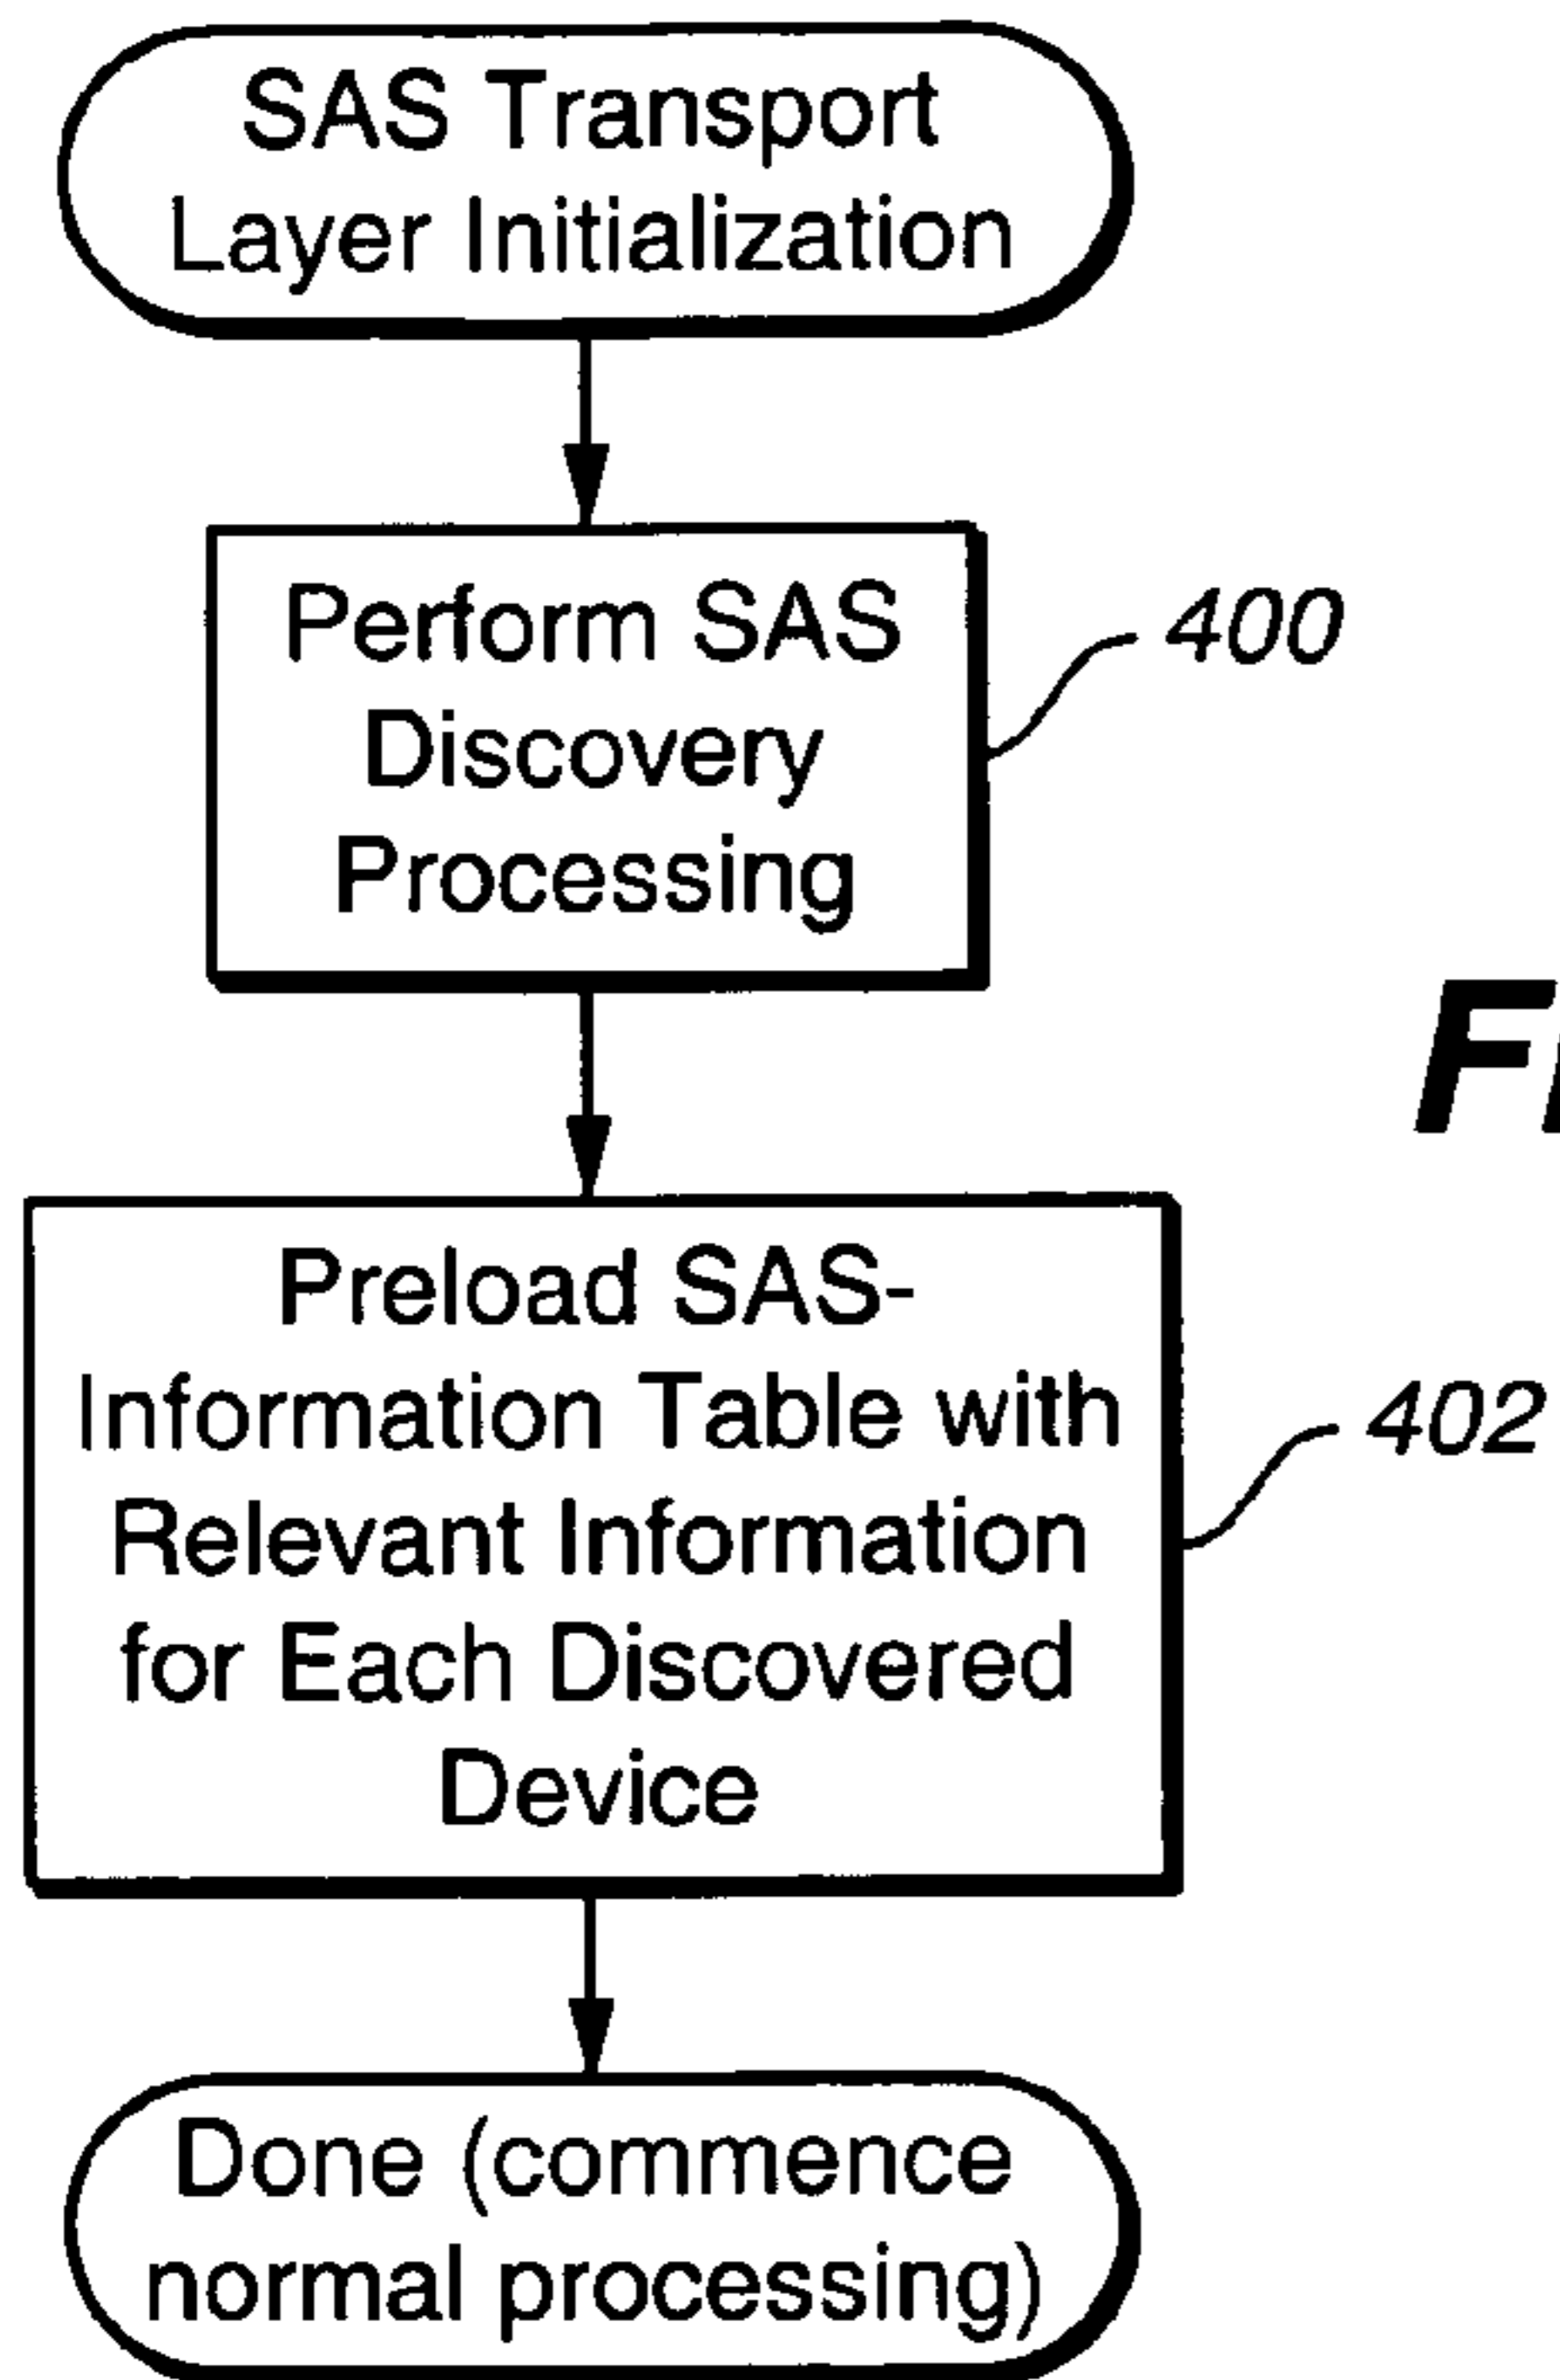 SAS Transport
Layer Initialization
Perform SAS
Discovery
Processing
400
Preload SAS-
Information Table with
Relevant Information
for Each Discovered
Device
402
Done (commence
normal processing)